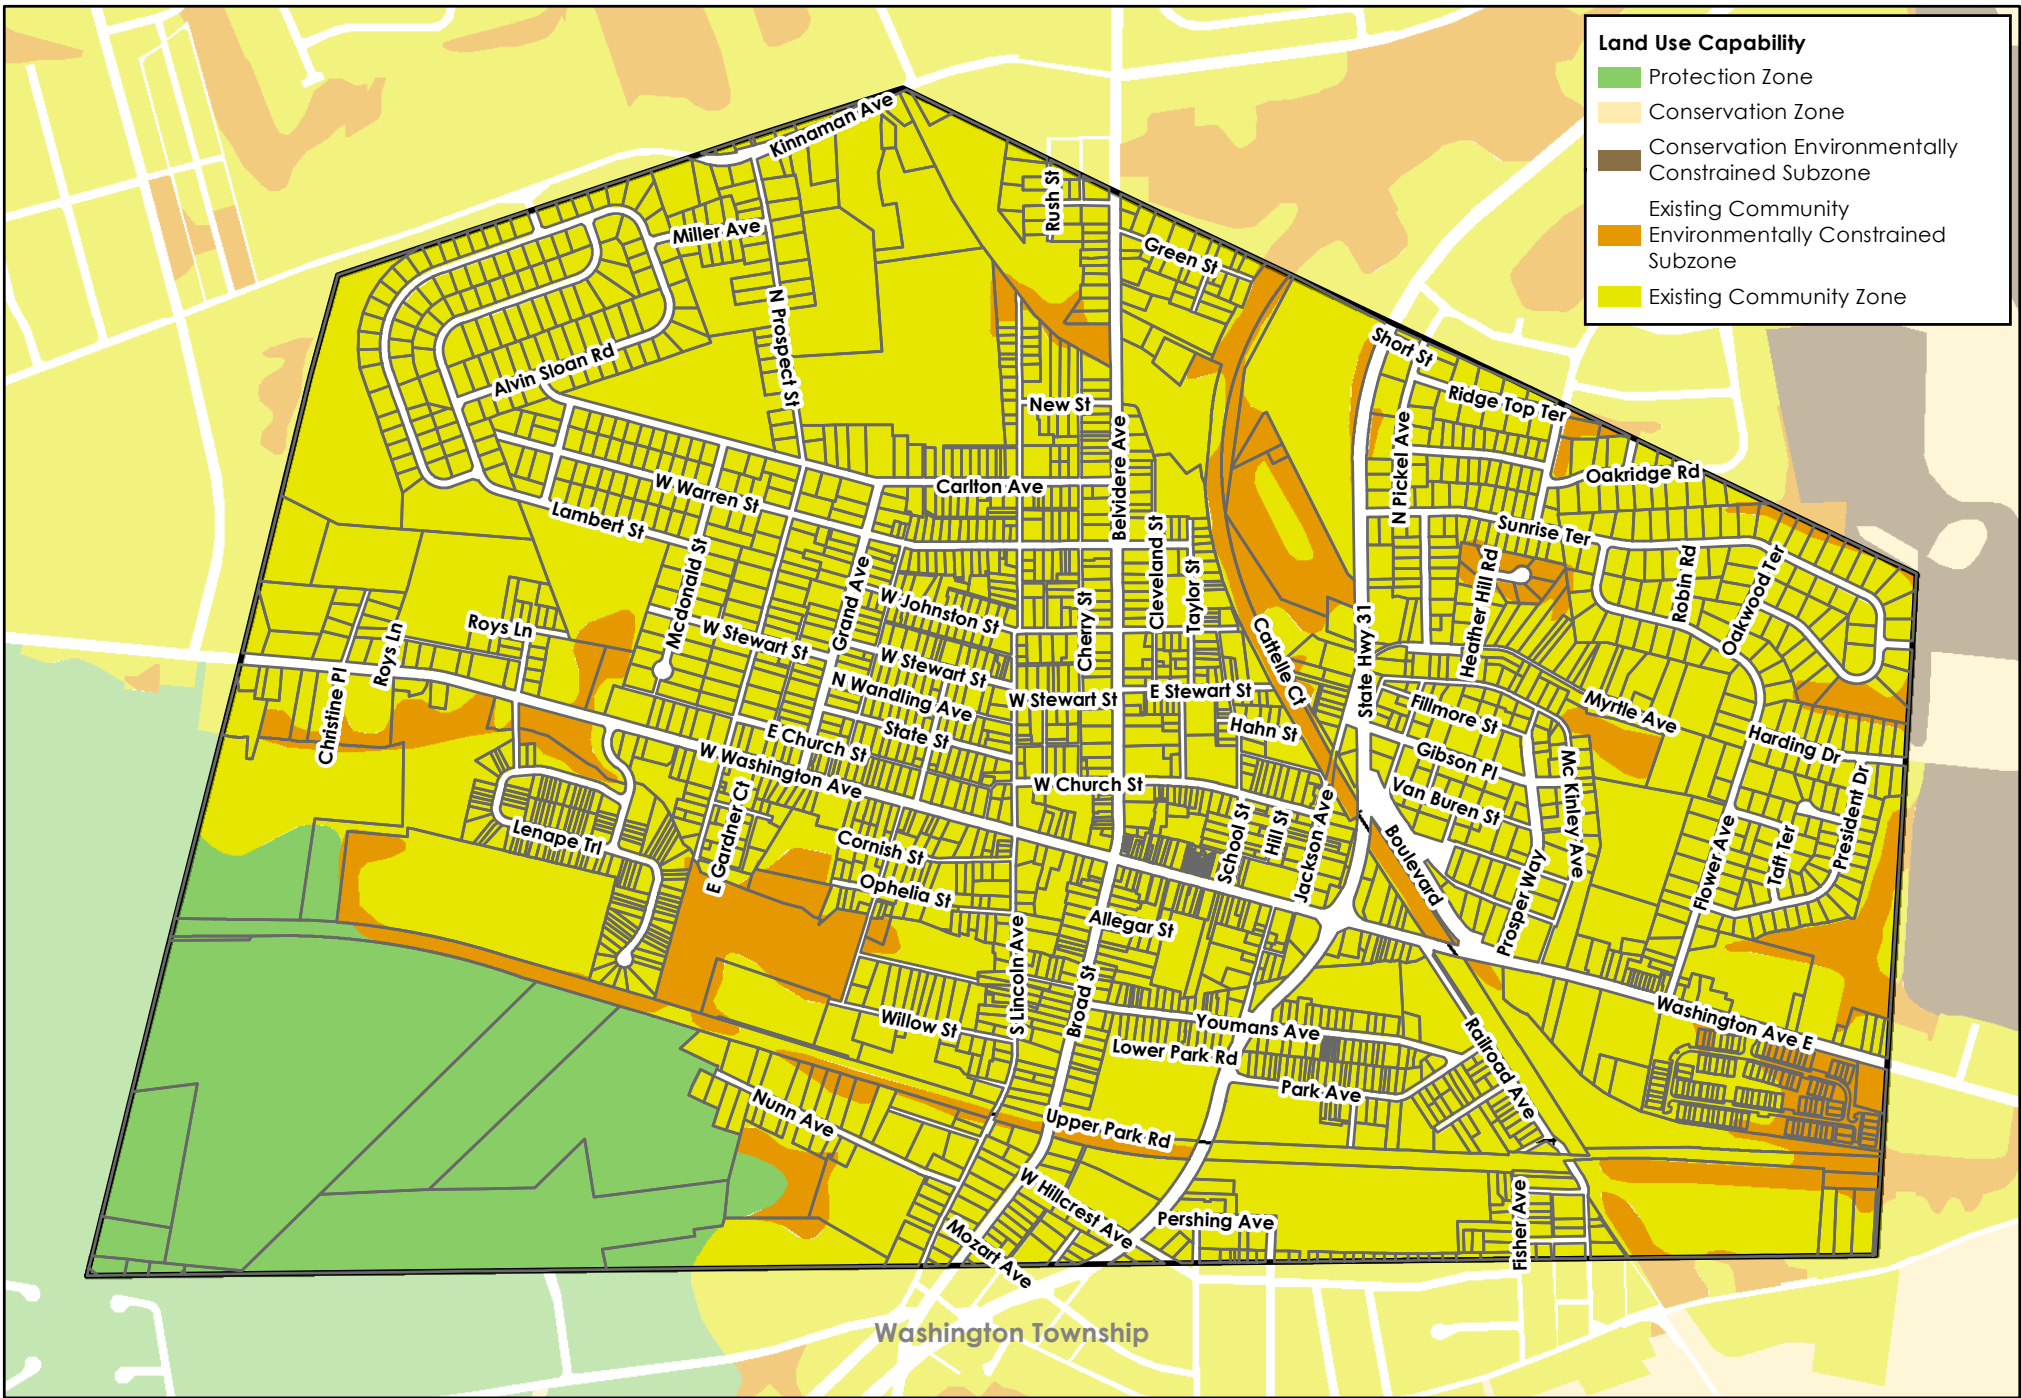 Land Use Capability
Protection Zone
Conservation Zone
Conservation Environmentally
Constrained Subzone
Existing Community
Environmentally Constrained
Subzone
Existing Community Zone
Kinnaman Ave
Rush St
Miller Ave
Green St
N Prospect St
Short St
Alvin Sloan Rd
Ridge Top Ter
New St
N Pickel Ave
Belvidere Ave
Oakridge Rd
W Warren St
Carlton Ave
Lambert St
Sunrise Ter
Mcdonald St
Cleveland St
Taylor St
Heather Hill Rd
Robin Rd
Oakwood Ter
Grand Ave
W Johnston St
Cherry St
Roys Ln
Roys Ln
W Stewart St
W Stewart St
Cattelle Ct
State Hwy 31
Christine Pl
N Wandling Ave
W Stewart St
E Stewart St
Myrtle Ave
Fillmore St
State St
Hahn St
E Church St
Gibson Pl
Harding Dr
W Washington Ave
W Church St
Van Buren St
Mc Kinley Ave
President Dr
E Gardner Ct
Lenape Trl
Cornish St
School St
Hill St
Jackson Ave
Boulevard
Taft Ter
Flower Ave
Ophelia St
Prosper Way
Allegar St
S Lincoln Ave
Broad St
Willow St
Youmans Ave
Washington Ave E
Lower Park Rd
Railroad Ave
Park Ave
Nunn Ave
Upper Park Rd
W Hillcrest Ave
Pershing Ave
Fisher Ave
Mozart Ave
Washington Township